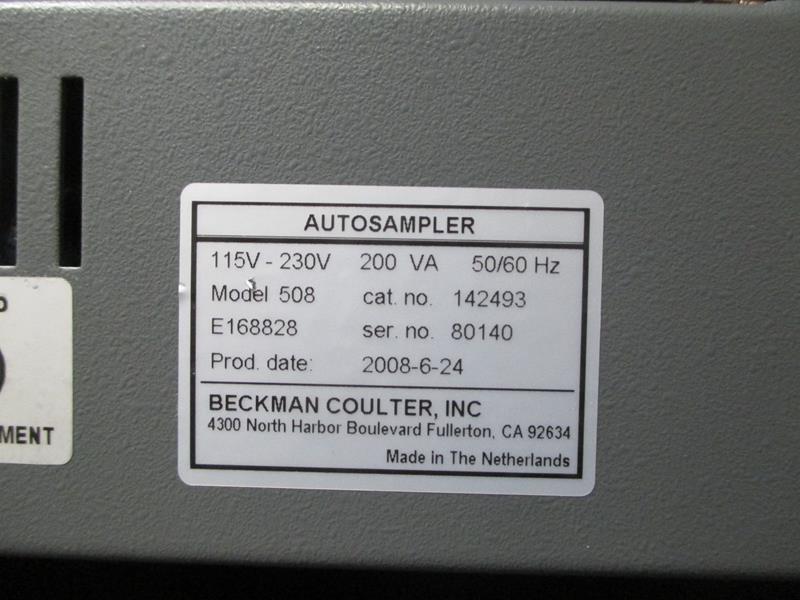 AUTOSAMPLER
115V - 230V 200 VA 50/60 Hz
Model 508 cat. no. 142493
E168828 ser. no. 80140
Prod. date: 2008-6-24
BECKMAN COULTER, INC
4300 North Harbor Boulevard Fullerton, CA 92634
Made in The Netherlands